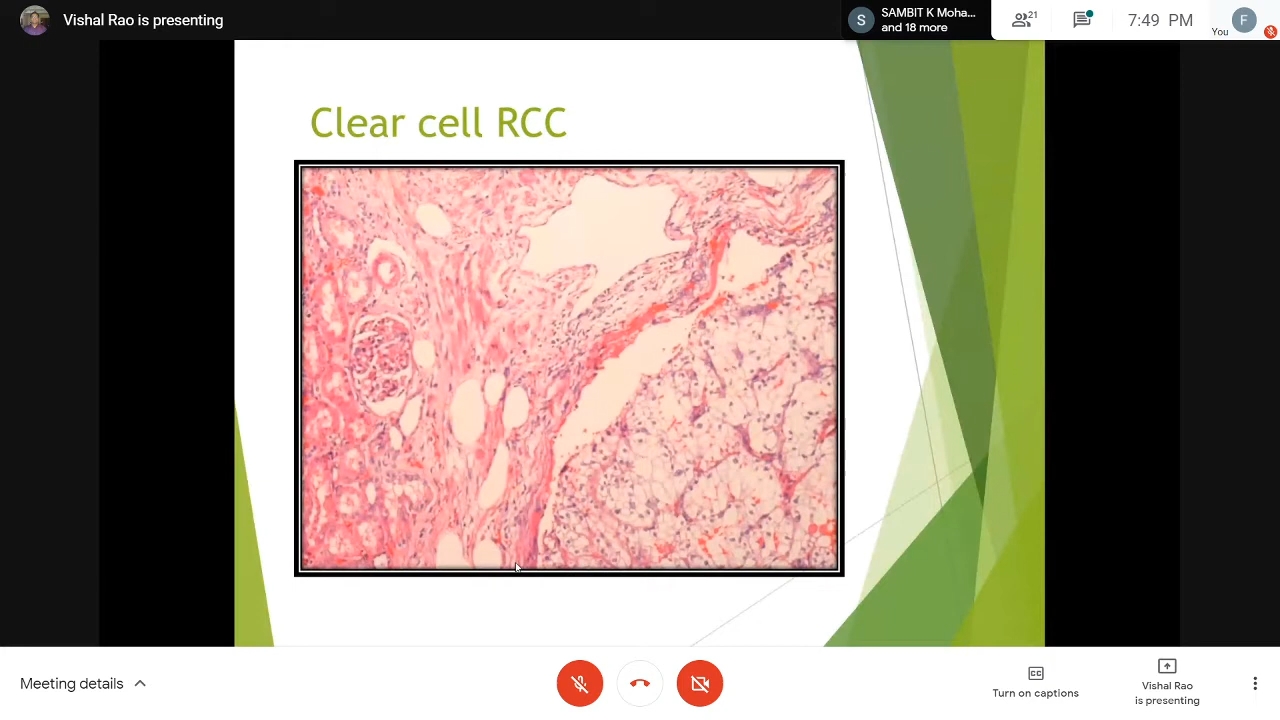 Vishal Rao is presenting
S
SAMBIT K Moha...
and 18 more
21
7:49 PM
You
F
Clear cell RCC
Meeting details
CC
Turn on captions
Vishal Rao
is presenting